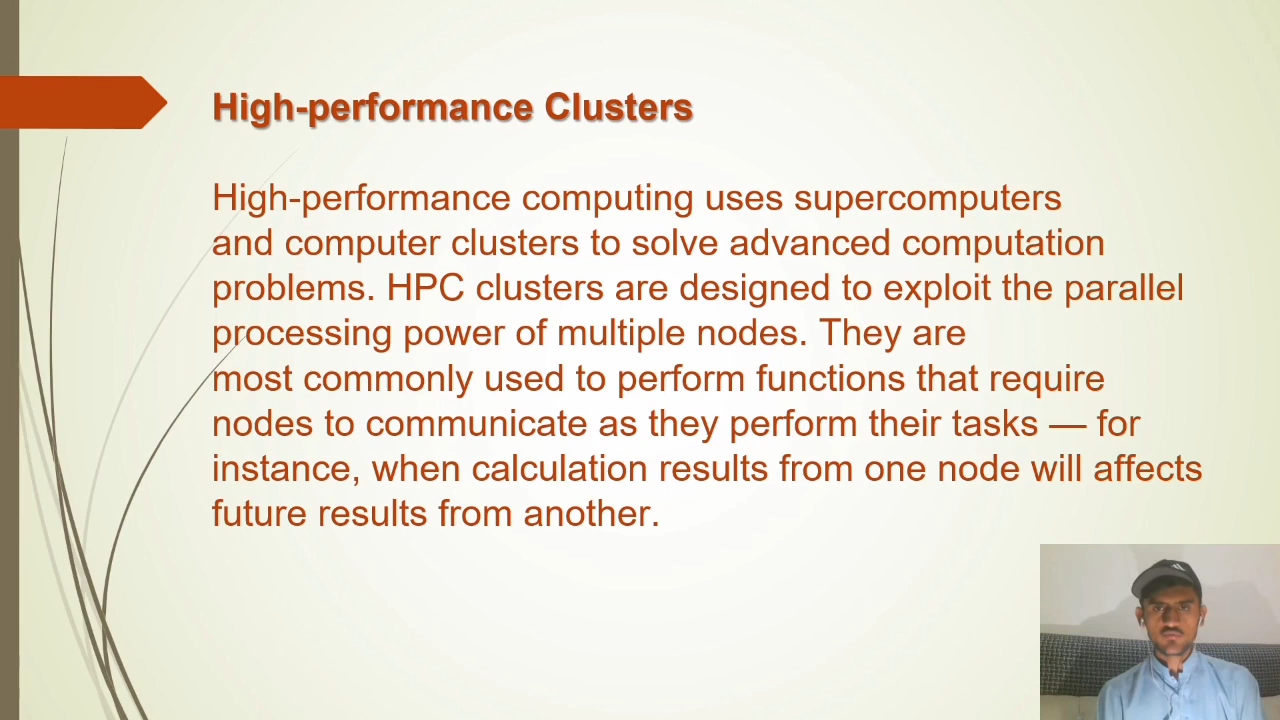 High-performance Clusters
High-performance computing uses supercomputers
and computer clusters to solve advanced computation
problems. HPC clusters are designed to exploit the parallel
processing power of multiple nodes. They are
most commonly used to perform functions that require
nodes to communicate as they perform their tasks — for
instance, when calculation results from one node will affects
future results from another.